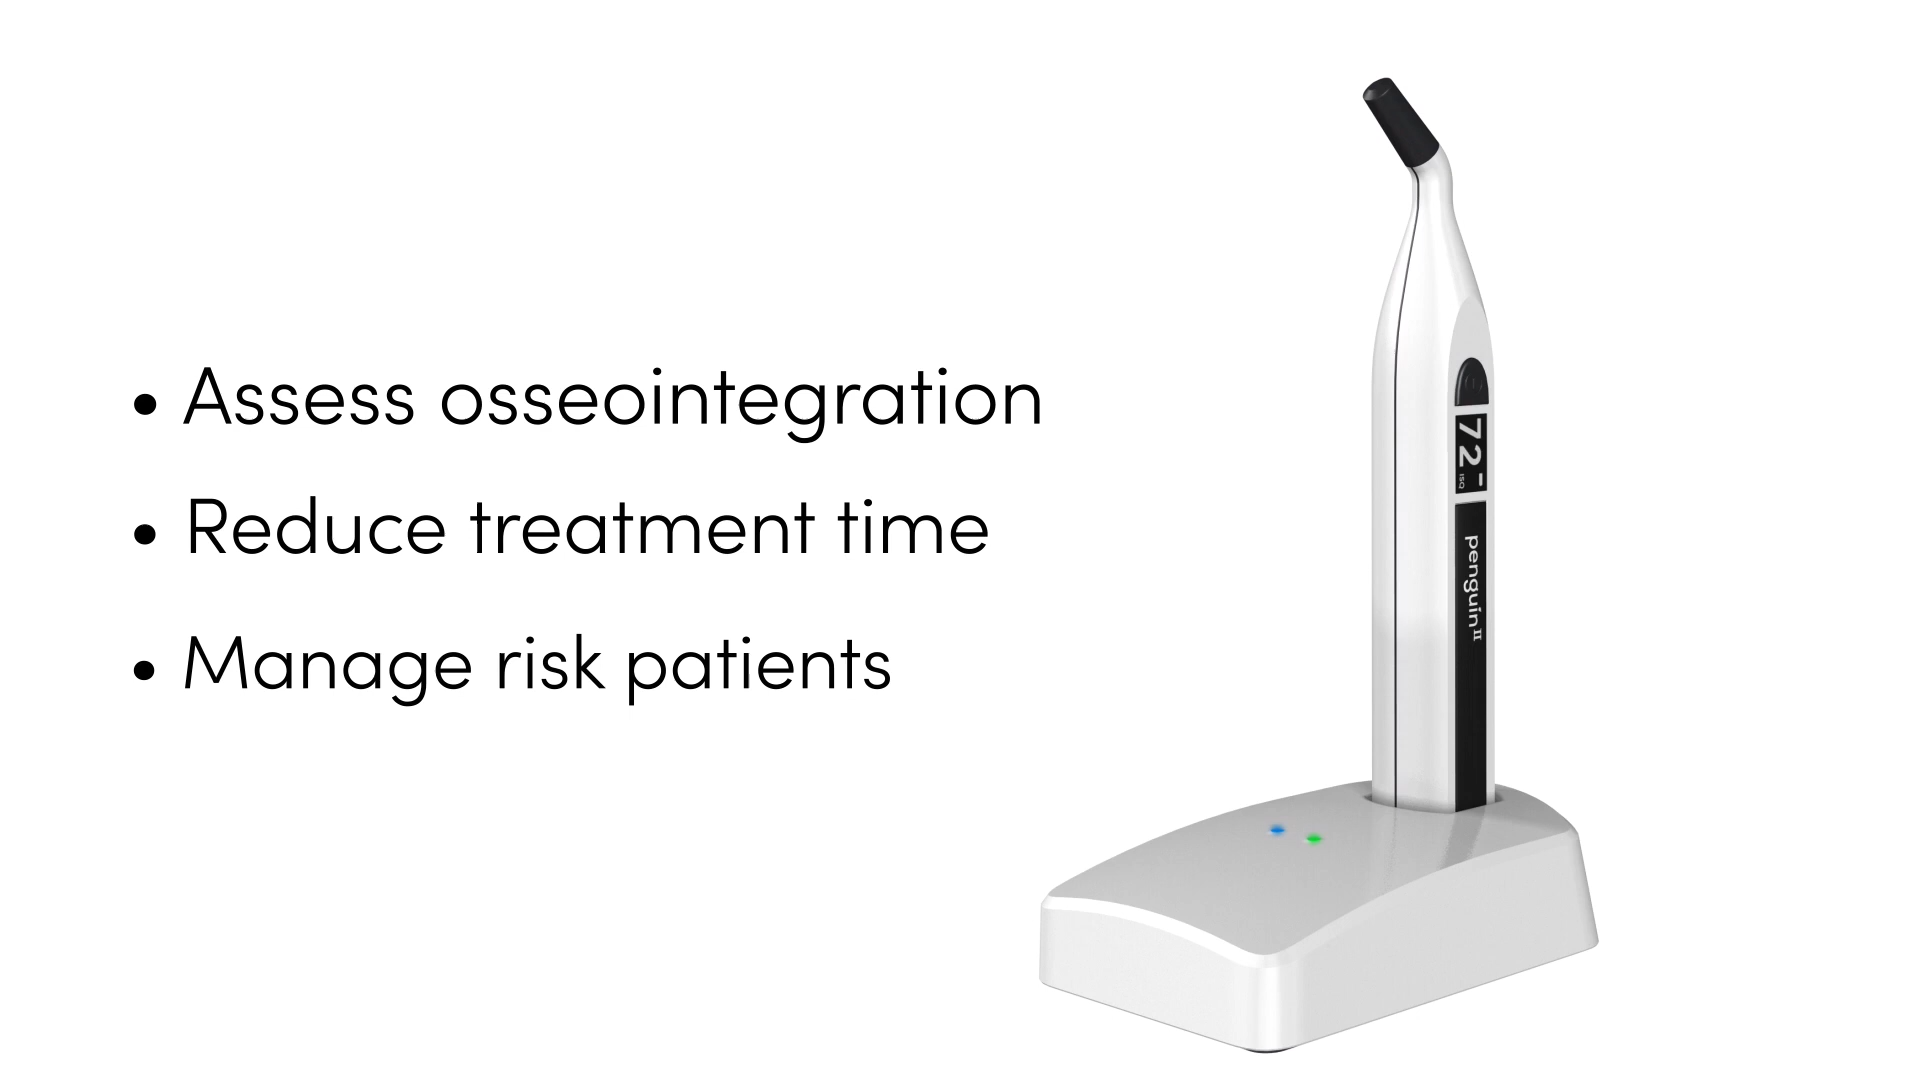 • Assess osseointegration
• Reduce treatment time
• Manage risk patients
72
ISQ
penguin II